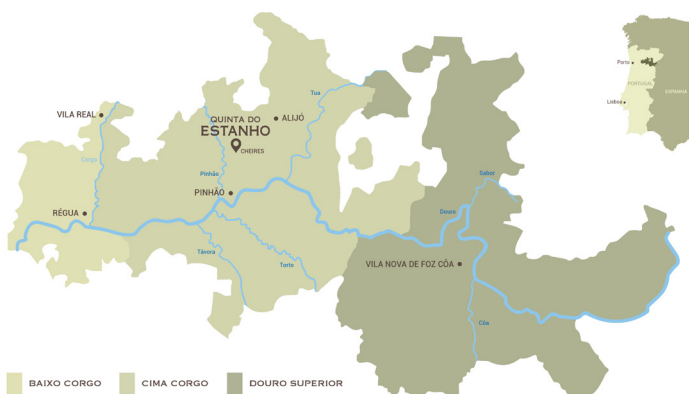 Porto
PORTUGAL
ESPANHA
Lisboa
VILA REAL
Corgo
QUINTA DO
ESTANHO
CHEIRES
ALIJÓ
Tua
Pinhão
PINHÃO
RÉGUA
Távora
Torto
Sabor
Douro
VILA NOVA DE FOZ CÔA
Côa
BAIXO CORGO
CIMA CORGO
DOURO SUPERIOR